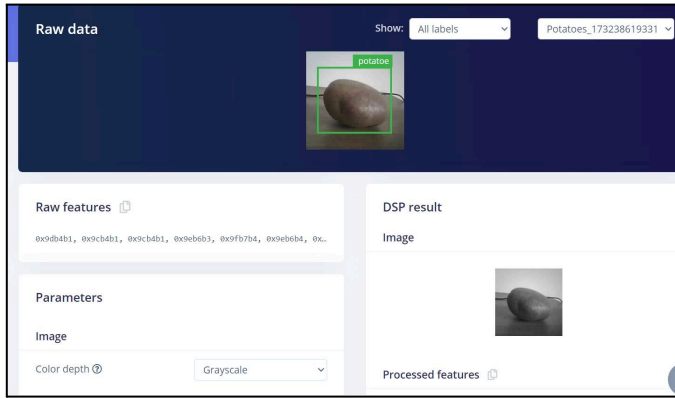 Raw data
Show: All labels Potatoes_173238619331
potatoe
Raw features
0x9db4b1, 0x9cb4b1, 0x9cb4b1, 0x9eb6b3, 0x9fb7b4, 0x9eb6b4, 0x…
DSP result
Image
Parameters
Image
Color depth ? Grayscale
Processed features